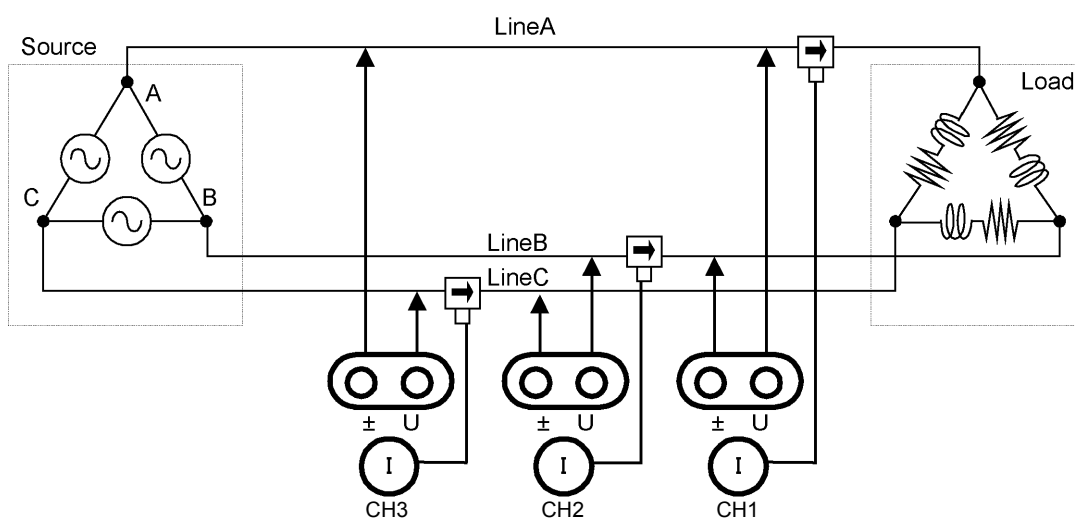 LineA
Source
Load
A
C
B
LineB
LineC
± U
± U
± U
I
I
I
CH3
CH2
CH1